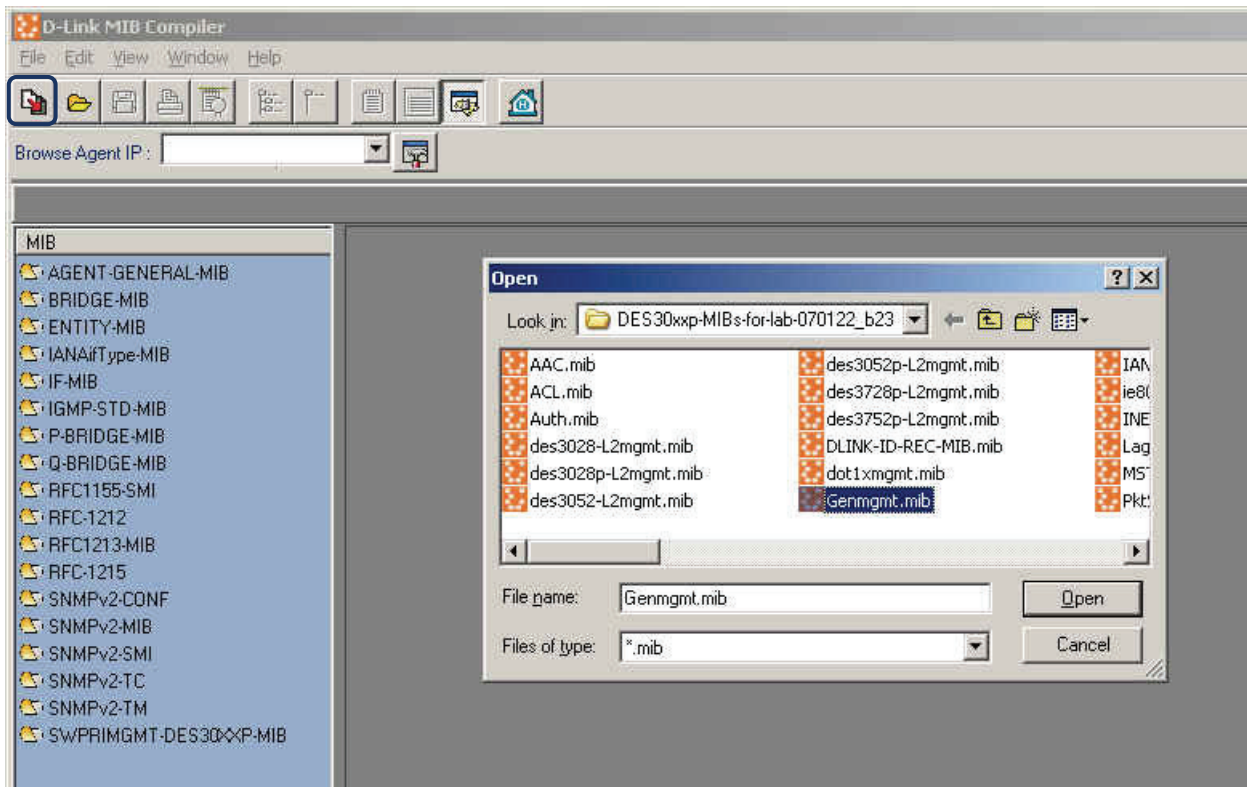 D-Link MIB Compiler
File Edit View Window Help
Browse Agent IP :
MIB
AGENT-GENERAL-MIB
BRIDGE-MIB
ENTITY-MIB
IANAifType-MIB
IF-MIB
IGMP-STD-MIB
P-BRIDGE-MIB
Q-BRIDGE-MIB
RFC1155-SMI
RFC-1212
RFC1213-MIB
RFC-1215
SNMPv2-CONF
SNMPv2-MIB
SNMPv2-SMI
SNMPv2-TC
SNMPv2-TM
SWPRIMGMT-DES30XXP-MIB
Open
Look in: DES30xxp-MIBs-for-lab-070122_b23
AAC.mib des3052p-L2mgmt.mib IAN
ACL.mib des3728p-L2mgmt.mib
Auth.mib des3752p-L2mgmt.mib INE
des3028-L2mgmt.mib DLINK-ID-REC-MIB.mib Lag
des3028p-L2mgmt.mib dot1xmgmt.mib MS
des3052-L2mgmt.mib Genmgmt.mib
File name: Genmgmt.mib Open
Files of type: *.mib Cancel